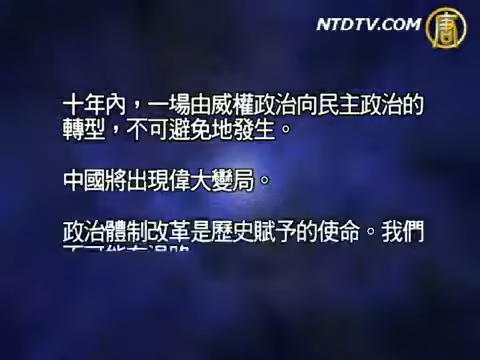 NTDTV.COM 唐
十年內，一場由威權政治向民主政治的
轉型，不可避免地發生。
中國將出現偉大變局。
政治體制改革是歷史賦予的使命。我們